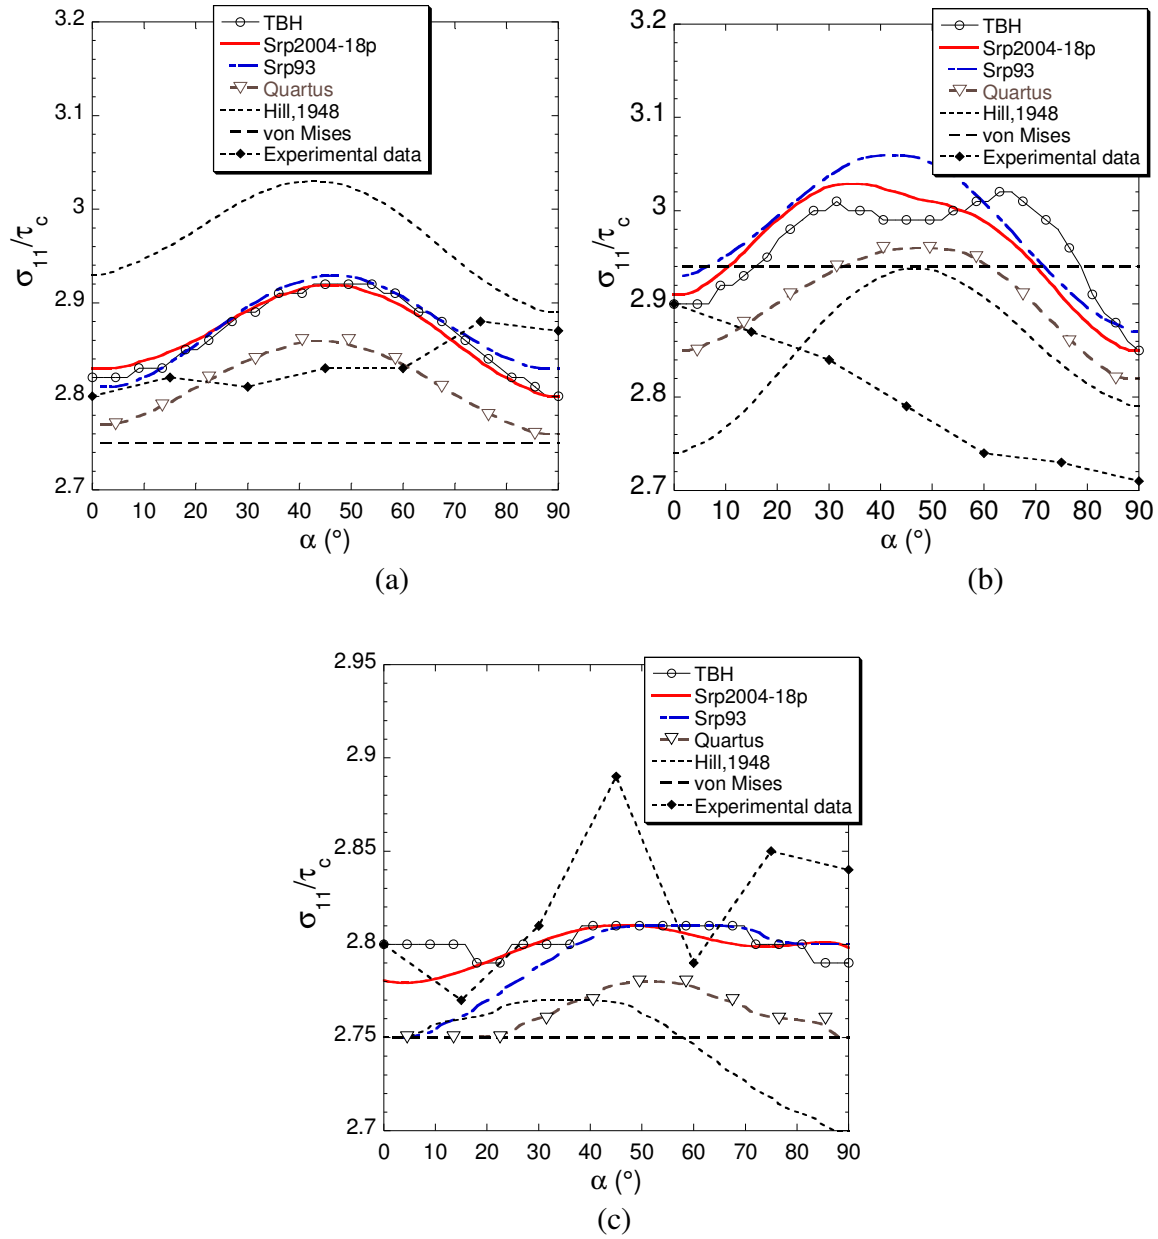 3.2
3.1
3
2.9
2.8
2.7
σ11/τc
0 10 20 30 40 50 60 70 80 90
α (°)
TBH
Srp2004-18p
Srp93
Quartus
Hill,1948
von Mises
Experimental data
(a)
3.2
3.1
3
2.9
2.8
2.7
σ11/τc
0 10 20 30 40 50 60 70 80 90
α (°)
TBH
Srp2004-18p
Srp93
Quartus
Hill,1948
von Mises
Experimental data
(b)
2.95
2.9
2.85
2.8
2.75
2.7
σ11/τc
0 10 20 30 40 50 60 70 80 90
α (°)
TBH
Srp2004-18p
Srp93
Quartus
Hill,1948
von Mises
Experimental data
(c)